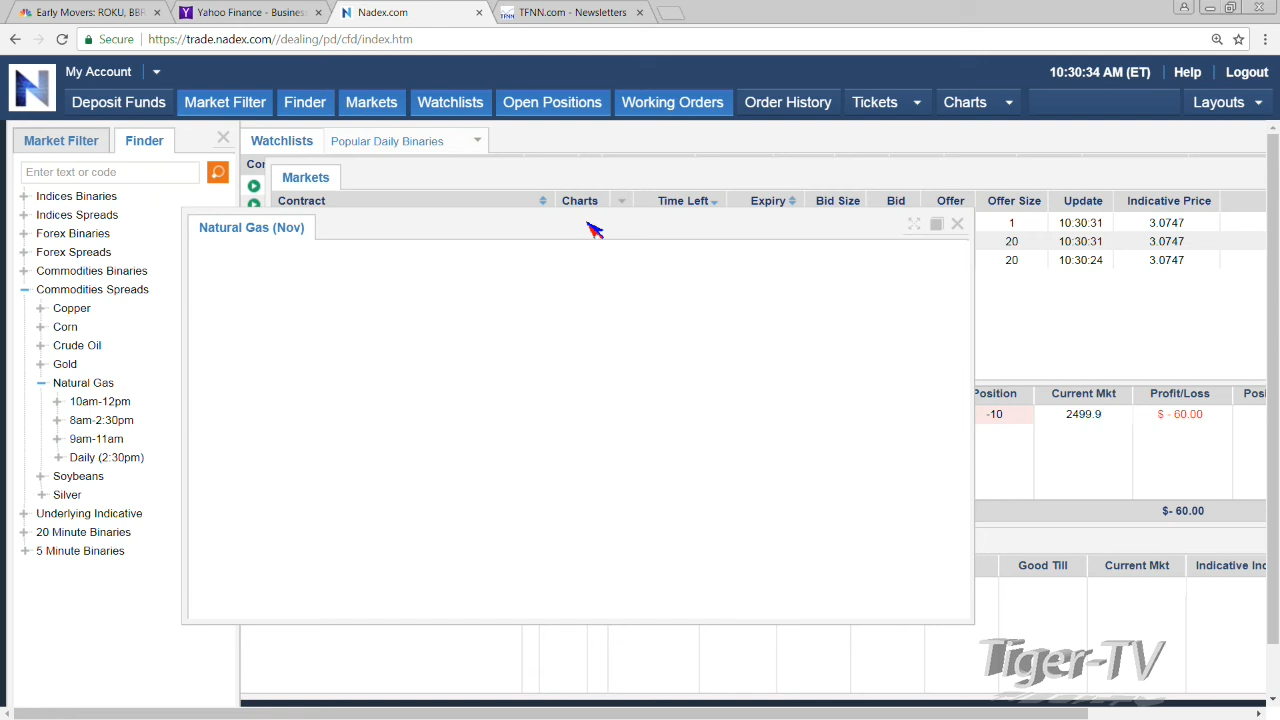 Early Movers: ROKU, BBR
Yahoo Finance - Busines
Nadex.com
TFNN.com - Newsletters
Secure https://trade.nadex.com//dealing/pd/cfd/index.htm
My Account
10:30:34 AM (ET) Help Logout
Deposit Funds Market Filter Finder Markets Watchlists Open Positions Working Orders Order History Tickets Charts Layouts
Market Filter Finder
Watchlists Popular Daily Binaries
Enter text or code
Indices Binaries
Indices Spreads
Forex Binaries
Forex Spreads
Commodities Binaries
Commodities Spreads
Copper
Corn
Crude Oil
Gold
Natural Gas
10am-12pm
8am-2:30pm
9am-11am
Daily (2:30pm)
Soybeans
Silver
Underlying Indicative
20 Minute Binaries
5 Minute Binaries
Markets
Contract Charts Time Left Expiry Bid Size Bid Offer Offer Size Update Indicative Price
1 10:30:31 3.0747
20 10:30:31 3.0747
20 10:30:24 3.0747
Natural Gas (Nov)
Position Current Mkt Profit/Loss
-10 2499.9 $ - 60.00
$- 60.00
Good Till Current Mkt Indicative Inc
Tiger-TV